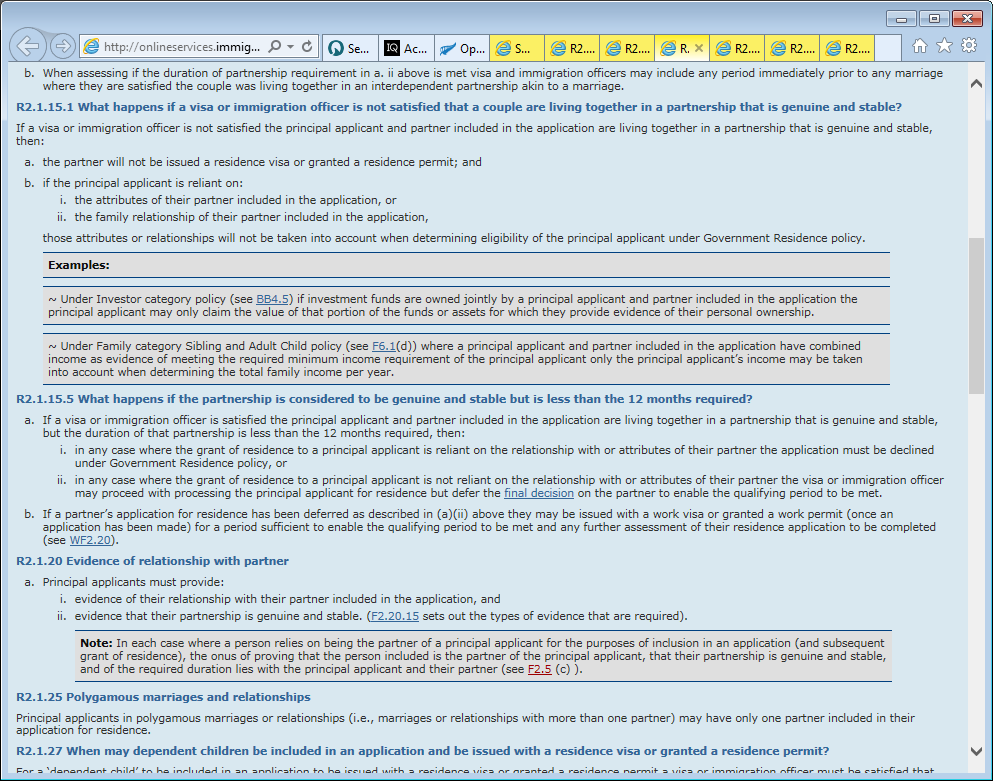 http://onlineservices.immig...
Se...
Ac...
Op...
S...
R2....
R2....
R.
R2....
R2....
R2....
b. When assessing if the duration of partnership requirement in a. ii above is met visa and immigration officers may include any period immediately prior to any marriage
where they are satisfied the couple was living together in an interdependent partnership akin to a marriage.
R2.1.15.1 What happens if a visa or immigration officer is not satisfied that a couple are living together in a partnership that is genuine and stable?
If a visa or immigration officer is not satisfied the principal applicant and partner included in the application are living together in a partnership that is genuine and stable,
then:
a. the partner will not be issued a residence visa or granted a residence permit; and
b. if the principal applicant is reliant on:
i. the attributes of their partner included in the application, or
ii. the family relationship of their partner included in the application,
those attributes or relationships will not be taken into account when determining eligibility of the principal applicant under Government Residence policy.
Examples:
~ Under Investor category policy (see BB4.5) if investment funds are owned jointly by a principal applicant and partner included in the application the
principal applicant may only claim the value of that portion of the funds or assets for which they provide evidence of their personal ownership.
~ Under Family category Sibling and Adult Child policy (see F6.1(d)) where a principal applicant and partner included in the application have combined
income as evidence of meeting the required minimum income requirement of the principal applicant only the principal applicant's income may be taken
into account when determining the total family income per year.
R2.1.15.5 What happens if the partnership is considered to be genuine and stable but is less than the 12 months required?
a. If a visa or immigration officer is satisfied the principal applicant and partner included in the application are living together in a partnership that is genuine and stable,
but the duration of that partnership is less than the 12 months required, then:
i. in any case where the grant of residence to a principal applicant is reliant on the relationship with or attributes of their partner the application must be declined
under Government Residence policy, or
ii. in any case where the grant of residence to a principal applicant is not reliant on the relationship with or attributes of their partner the visa or immigration officer
may proceed with processing the principal applicant for residence but defer the final decision on the partner to enable the qualifying period to be met.
b. If a partner's application for residence has been deferred as described in (a)(ii) above they may be issued with a work visa or granted a work permit (once an
application has been made) for a period sufficient to enable the qualifying period to be met and any further assessment of their residence application to be completed
(see WF2.20).
R2.1.20 Evidence of relationship with partner
a. Principal applicants must provide:
i. evidence of their relationship with their partner included in the application, and
ii. evidence that their partnership is genuine and stable. (F2.20.15 sets out the types of evidence that are required).
Note: In each case where a person relies on being the partner of a principal applicant for the purposes of inclusion in an application (and subsequent
grant of residence), the onus of proving that the person included is the partner of the principal applicant, that their partnership is genuine and stable,
and of the required duration lies with the principal applicant and their partner (see F2.5 (c) ).
R2.1.25 Polygamous marriages and relationships
Principal applicants in polygamous marriages or relationships (i.e., marriages or relationships with more than one partner) may have only one partner included in their
application for residence.
R2.1.27 When may dependent children be included in an application and be issued with a residence visa or granted a residence permit?
For a 'dependent child' to be included in an application to be issued with a residence visa or granted a residence permit a visa or immigration officer must be satisfied that